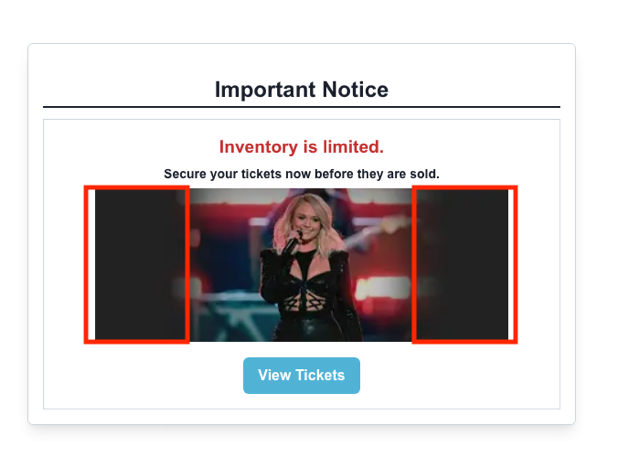 Important Notice
Inventory is limited.
Secure your tickets now before they are sold.
View Tickets